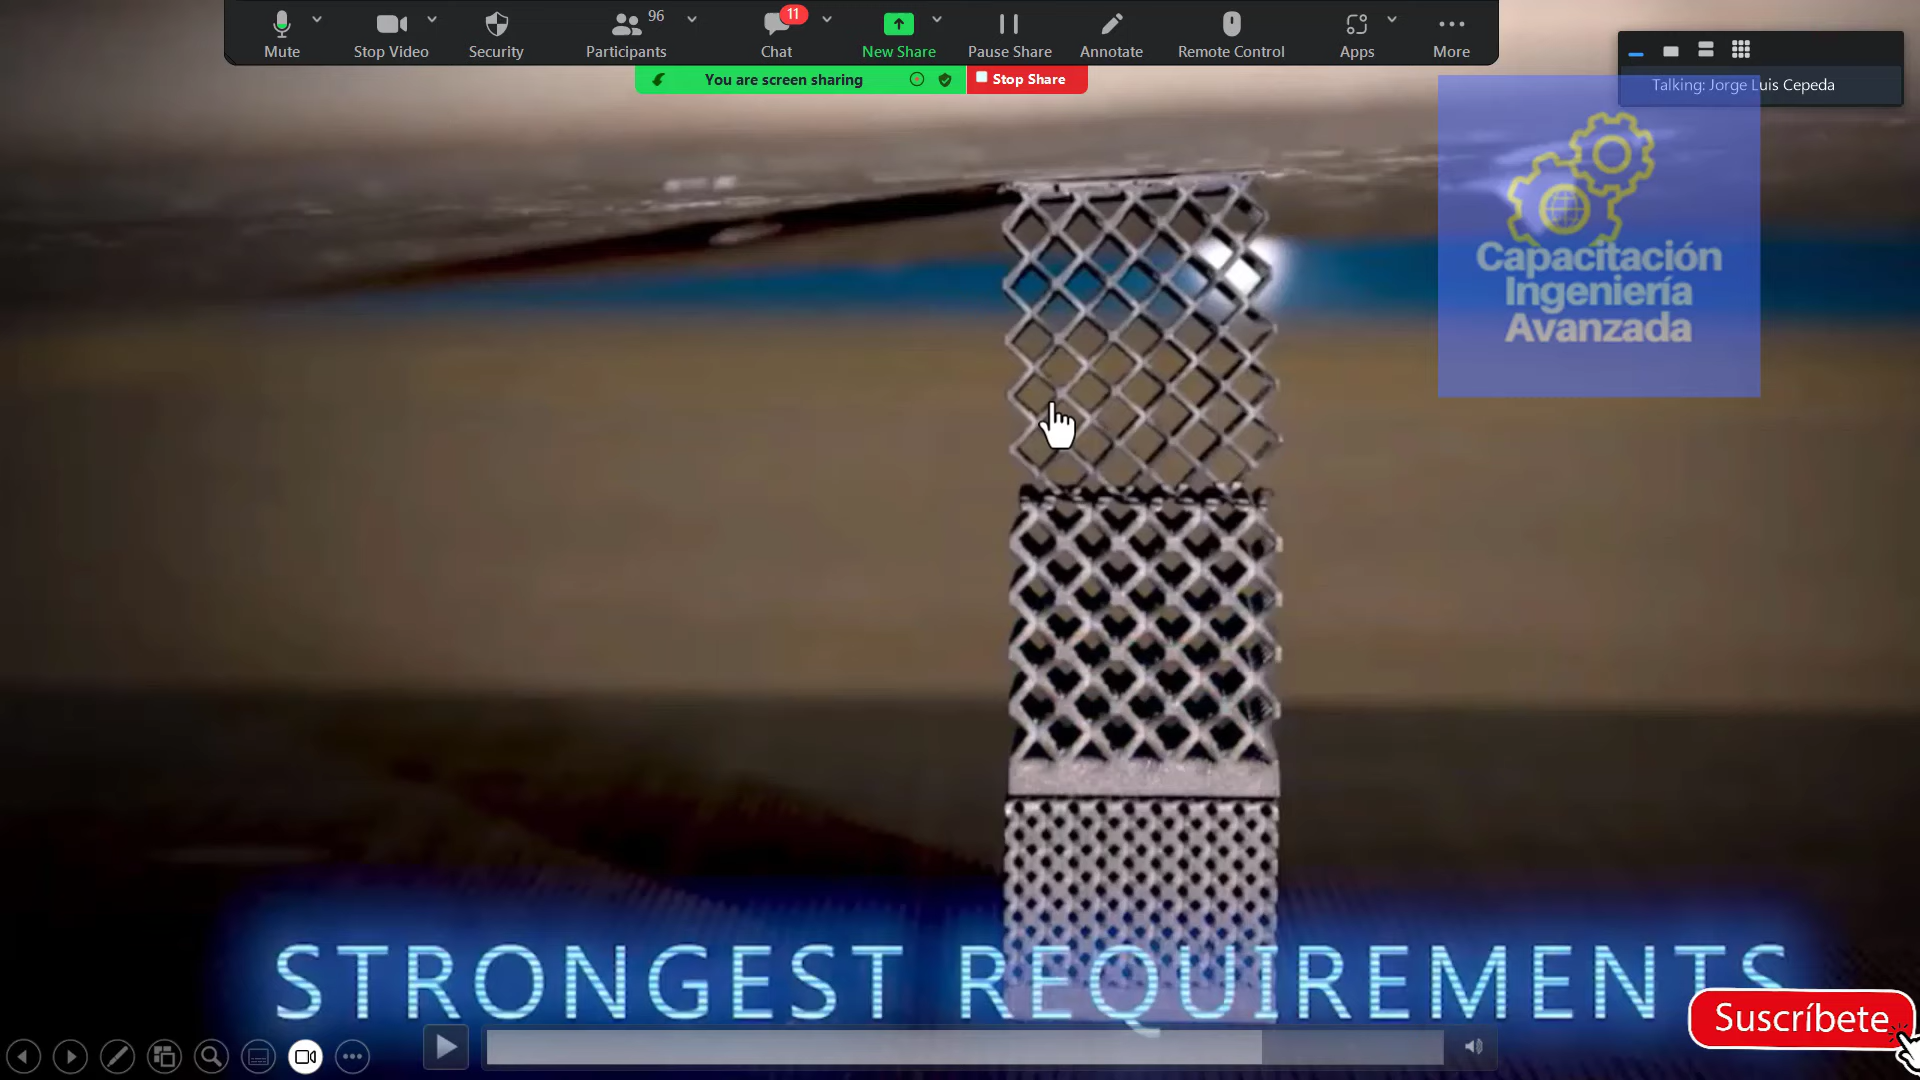 Mute
Stop Video
Security
Participants
96
Chat
11
New Share
Pause Share
Annotate
Remote Control
Apps
More
You are screen sharing
Stop Share
Talking: Jorge Luis Cepeda
Capacitación
Ingeniería
Avanzada
STRONGEST REQUIREMENTS
Suscríbete